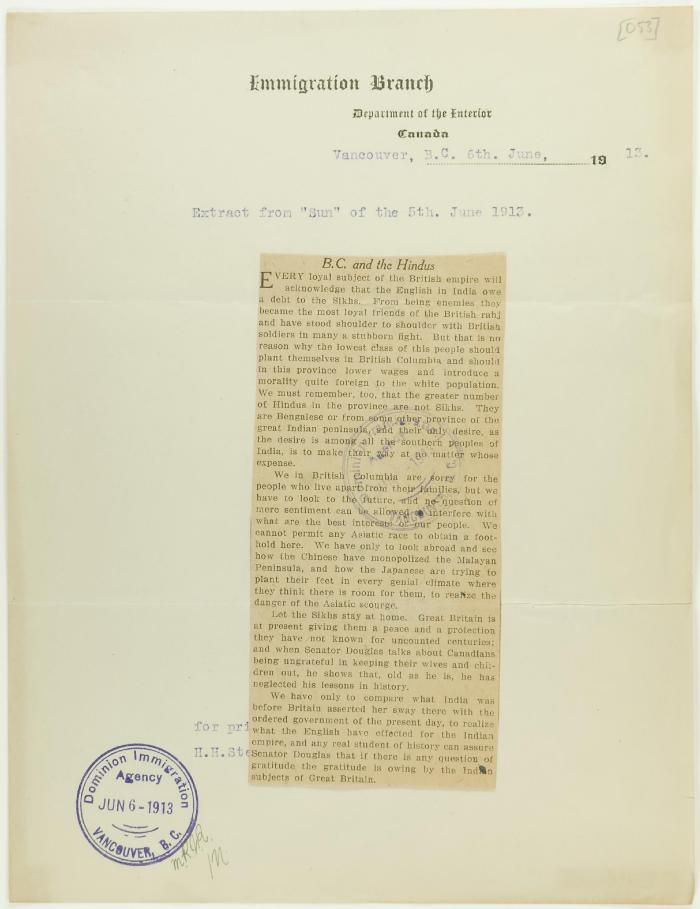 [053]
Immigration Branch
Department of the Interior
Canada
Vancouver, B.C. 6th. June, 1913.
Extract from "Sun" of the 5th. June 1913.
B.C. and the Hindus
EVERY loyal subject of the British empire will
acknowledge that the English in India owe
a debt to the Sikhs. From being enemies they
became the most loyal friends of the British rahj
and have stood shoulder to shoulder with British
soldiers in many a stubborn fight. But that is no
reason why the lowest class of this people should
plant themselves in British Columbia and should
in this province lower wages and introduce a
morality quite foreign to the white population.
We must remember, too, that the greater number
of Hindus in the province are not Sikhs. They
are Bengalese or from some other province of the
great Indian peninsula, and their only desire, as
the desire is among all the southern peoples of
India, is to make their way at no matter whose
expense.
We in British Columbia are sorry for the
people who live apart from their families, but we
have to look to the future, and no question of
mere sentiment can be allowed to interfere with
what are the best interests of our people. We
cannot permit any Asiatic race to obtain a foot-
hold here. We have only to look abroad and see
how the Chinese have monopolized the Malayan
Peninsula, and how the Japanese are trying to
plant their feet in every genial climate where
they think there is room for them, to realize the
danger of the Asiatic scourge.
Let the Sikhs stay at home. Great Britain is
at present giving them a peace and a protection
they have not known for uncounted centuries;
and when Senator Douglas talks about Canadians
being ungrateful in keeping their wives and chil-
dren out, he shows that, old as he is, he has
neglected his lessons in history.
We have only to compare what India was
before Britain asserted her sway there with the
ordered government of the present day, to realize
what the English have effected for the Indian
empire, and any real student of history can assure
Senator Douglas that if there is any question of
gratitude the gratitude is owing by the Indian
subjects of Great Britain.
for pri
H.H.Ste
Dominion Immigration
Agency
JUN 6-1913
VANCOUVER, B.C.